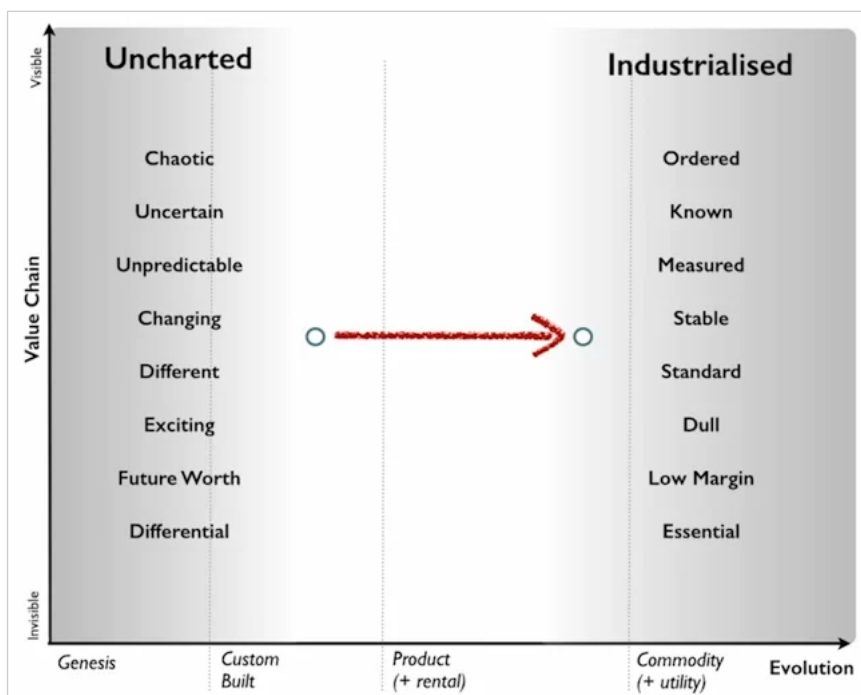 Uncharted
Industrialised
Visible
Value Chain
Invisible
Chaotic
Ordered
Uncertain
Known
Unpredictable
Measured
Changing
Stable
Different
Standard
Exciting
Dull
Future Worth
Low Margin
Differential
Essential
Genesis
Custom
Built
Product
(+ rental)
Commodity
(+ utility)
Evolution